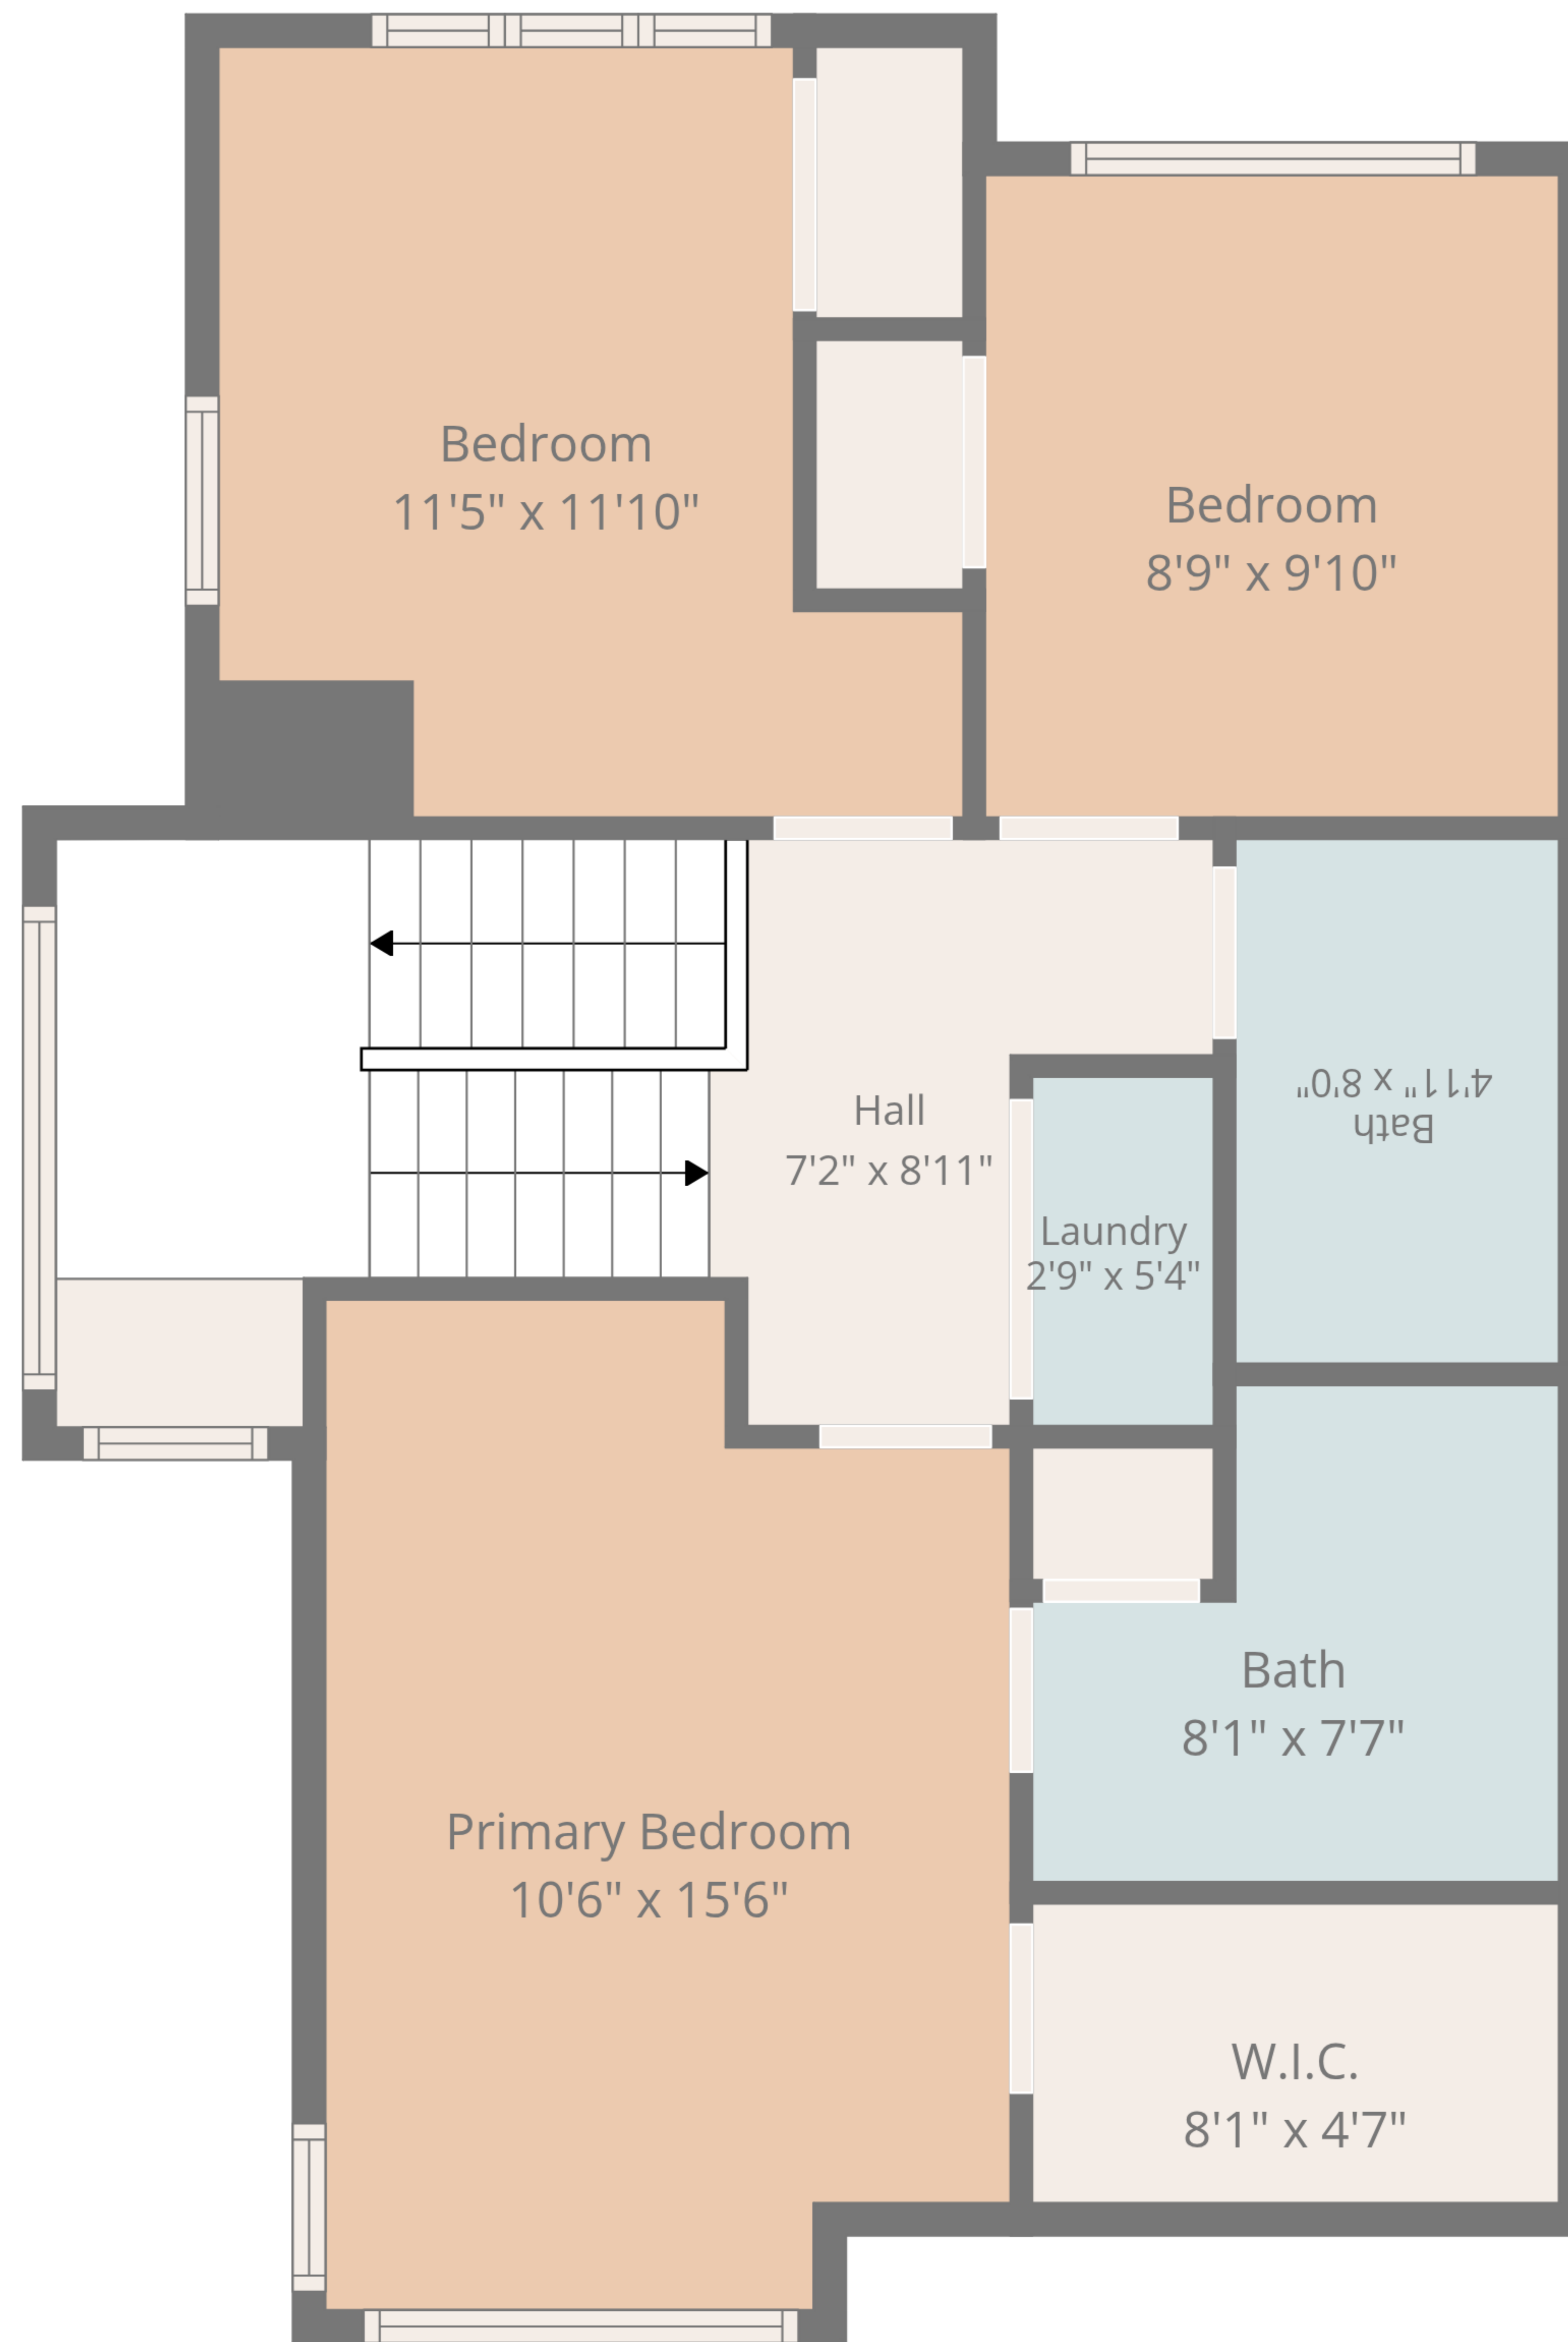 Bedroom
11'5" x 11'10"
Bedroom
8'9" x 9'10"
Bath
4'11" x 8'0"
Hall
7'2" x 8'11"
Laundry
2'9" x 5'4"
Bath
8'1" x 7'7"
Primary Bedroom
10'6" x 15'6"
W.I.C.
8'1" x 4'7"